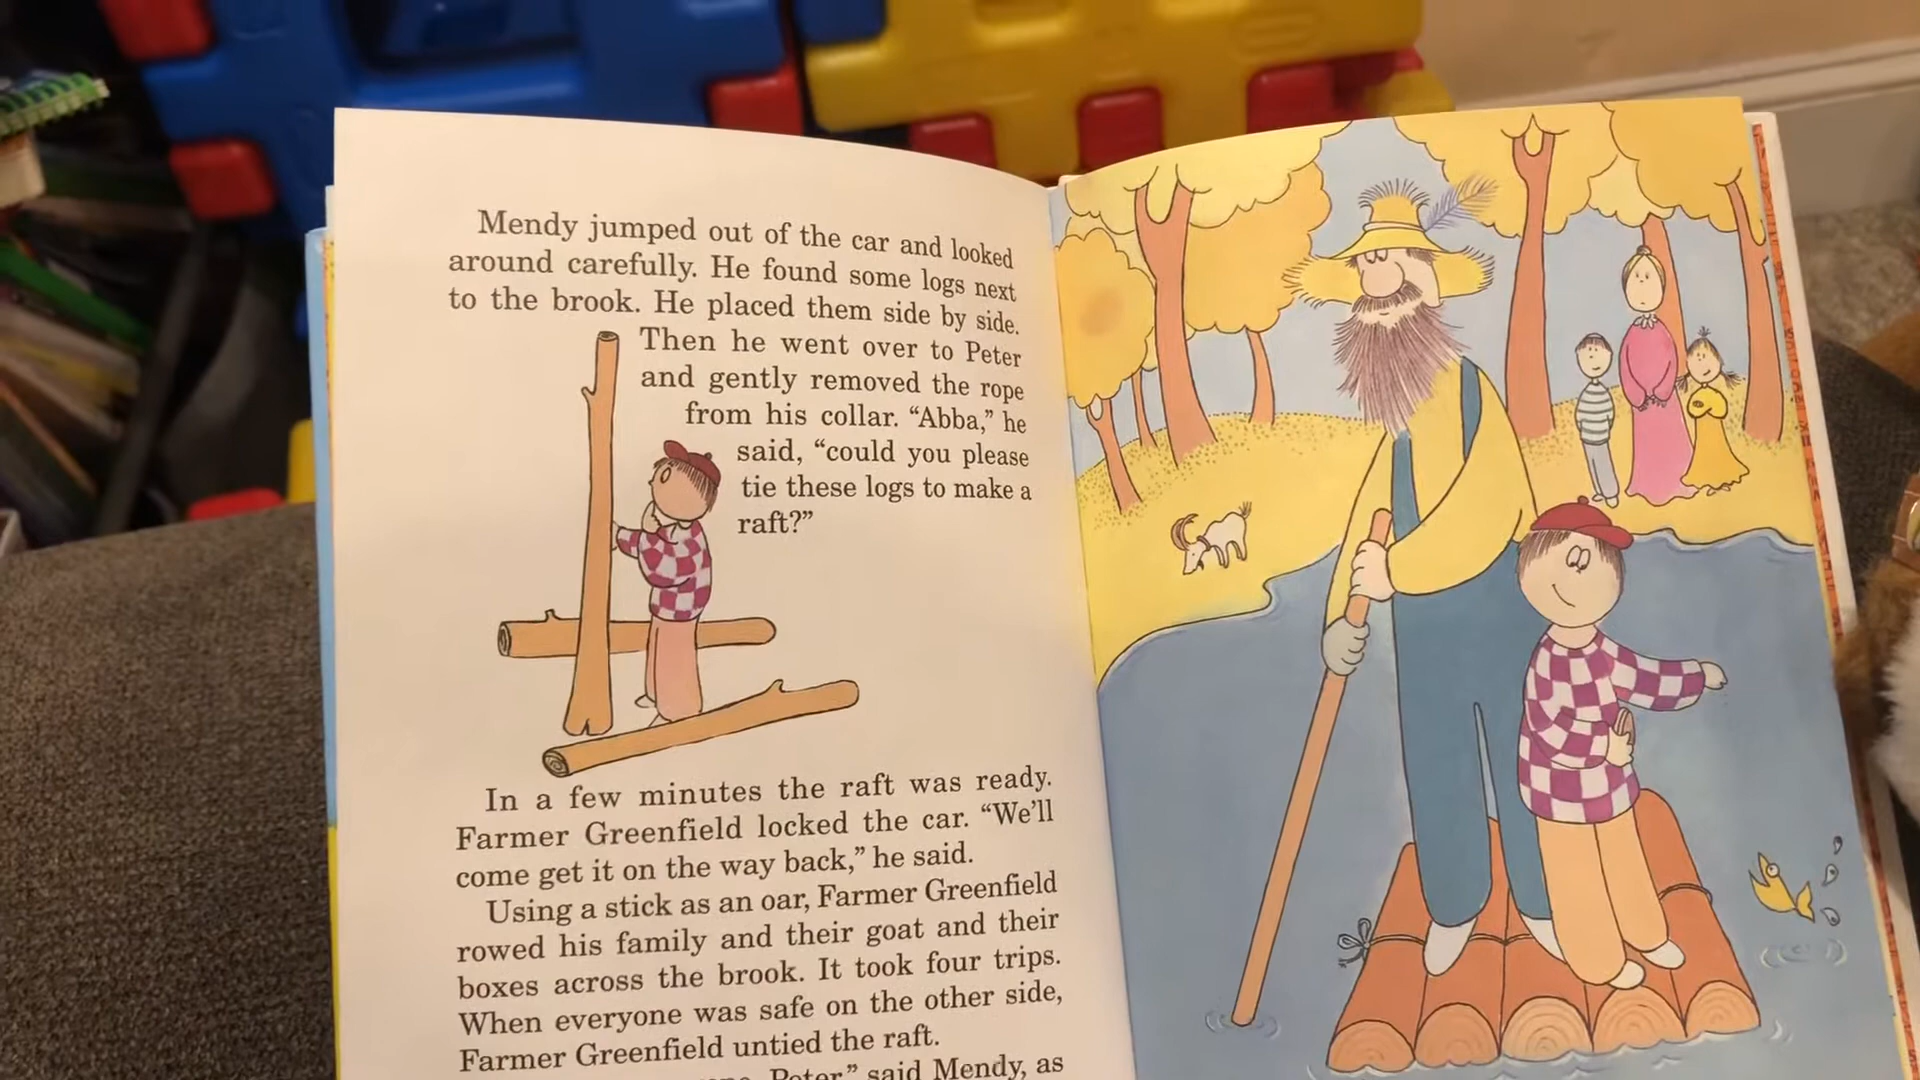 Mendy jumped out of the car and looked
around carefully. He found some logs next
to the brook. He placed them side by side.
Then he went over to Peter
and gently removed the rope
from his collar. “Abba,” he
said, “could you please
tie these logs to make a
raft?”
In a few minutes the raft was ready.
Farmer Greenfield locked the car. “We’ll
come get it on the way back,” he said.
Using a stick as an oar, Farmer Greenfield
rowed his family and their goat and their
boxes across the brook. It took four trips.
When everyone was safe on the other side,
Farmer Greenfield untied the raft.
Peter” said Mendy, as